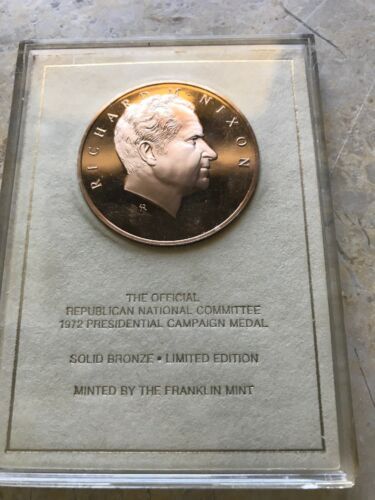 RICHARD M. NIXON
THE OFFICIAL
REPUBLICAN NATIONAL COMMITTEE
1972 PRESIDENTIAL CAMPAIGN MEDAL
SOLID BRONZE • LIMITED EDITION
MINTED BY THE FRANKLIN MINT